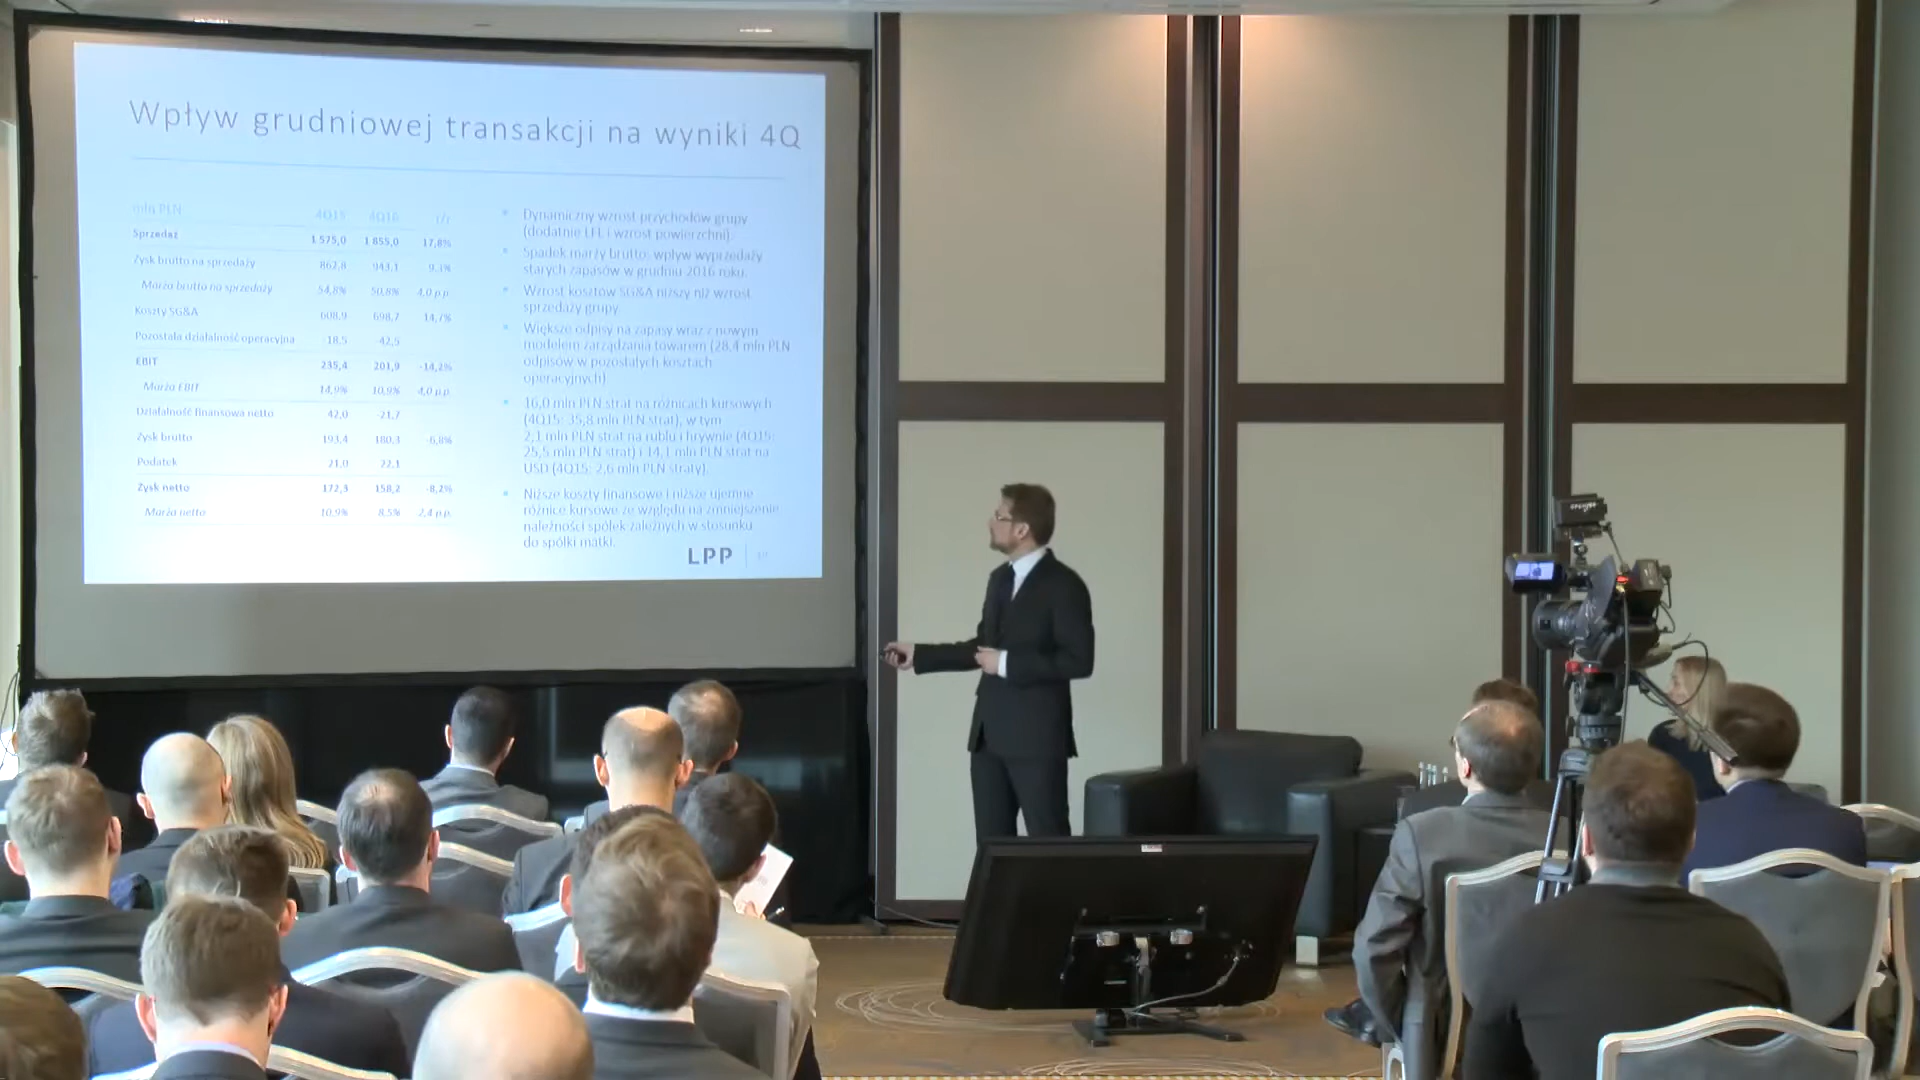 Wpływ grudniowej transakcji na wyniki 4Q
mln PLN 4Q15 4Q16 r/r
Sprzedaż 1 575,0 1 855,0 17,8%
Zysk brutto na sprzedaży 862,8 943,1 9,3%
Marża brutto na sprzedaży 54,8% 50,8% 4,0 p.p.
Koszty SG&A 608,9 698,7 14,7%
Pozostała działalność operacyjna -18,5 -42,5
EBIT 235,4 201,9 -14,2%
Marża EBIT 14,9% 10,9% 4,0 p.p.
Działalność finansowa netto -42,0 -21,7
Zysk brutto 193,4 180,3 -6,8%
Podatek 21,0 22,1
Zysk netto 172,3 158,2 -8,2%
Marża netto 10,9% 8,5% 2,4 p.p.
Dynamiczny wzrost przychodów grupy
(dodatnie LFL i wzrost powierzchni).
Spadek marży brutto: wpływ wyprzedaży
starych zapasów w grudniu 2016 roku.
Wzrost kosztów SG&A niższy niż wzrost
sprzedaży grupy
Większe odpisy na zapasy wraz z nowym
modelem zarządzania towarem (28,4 mln PLN
odpisów w pozostałych kosztach
operacyjnych)
16,0 mln PLN strat na różnicach kursowych
(4Q15: 35,8 mln PLN strat), w tym
2,1 mln PLN strat na rublu i hrywnie (4Q15:
25,5 mln PLN strat) i 14,1 mln PLN strat na
USD (4Q15: 2,6 mln PLN straty).
Niższe koszty finansowe i niższe ujemne
różnice kursowe ze względu na zmniejszenie
należności spółek zależnych w stosunku
do spółki matki.
LPP